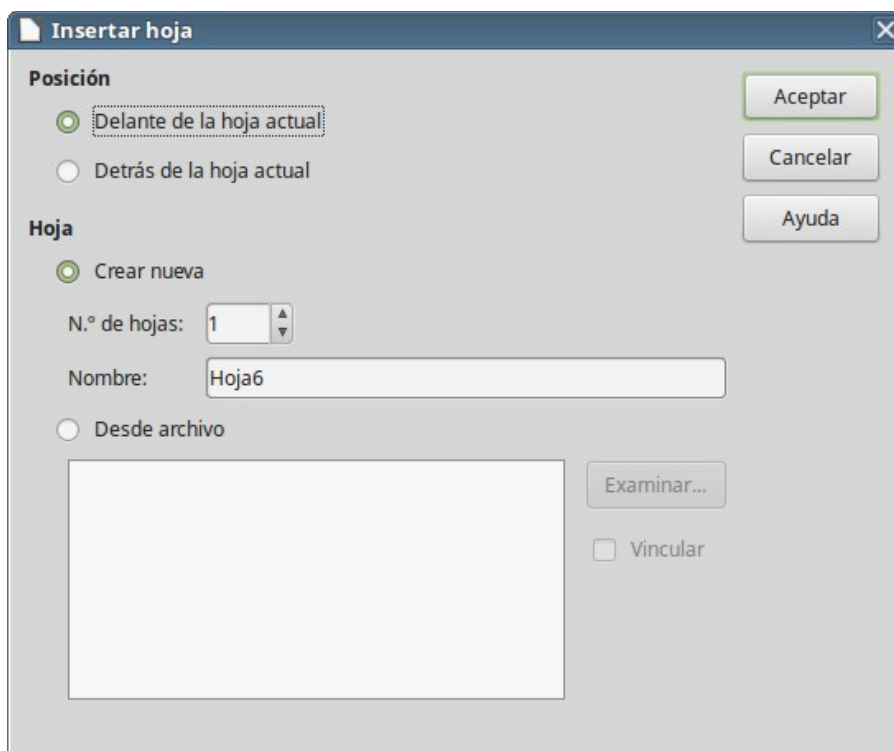 Insertar hoja
Posición
Delante de la hoja actual
Detrás de la hoja actual
Aceptar
Cancelar
Ayuda
Hoja
Crear nueva
N.º de hojas: 1
Nombre: Hoja6
Desde archivo
Examinar...
Vincular